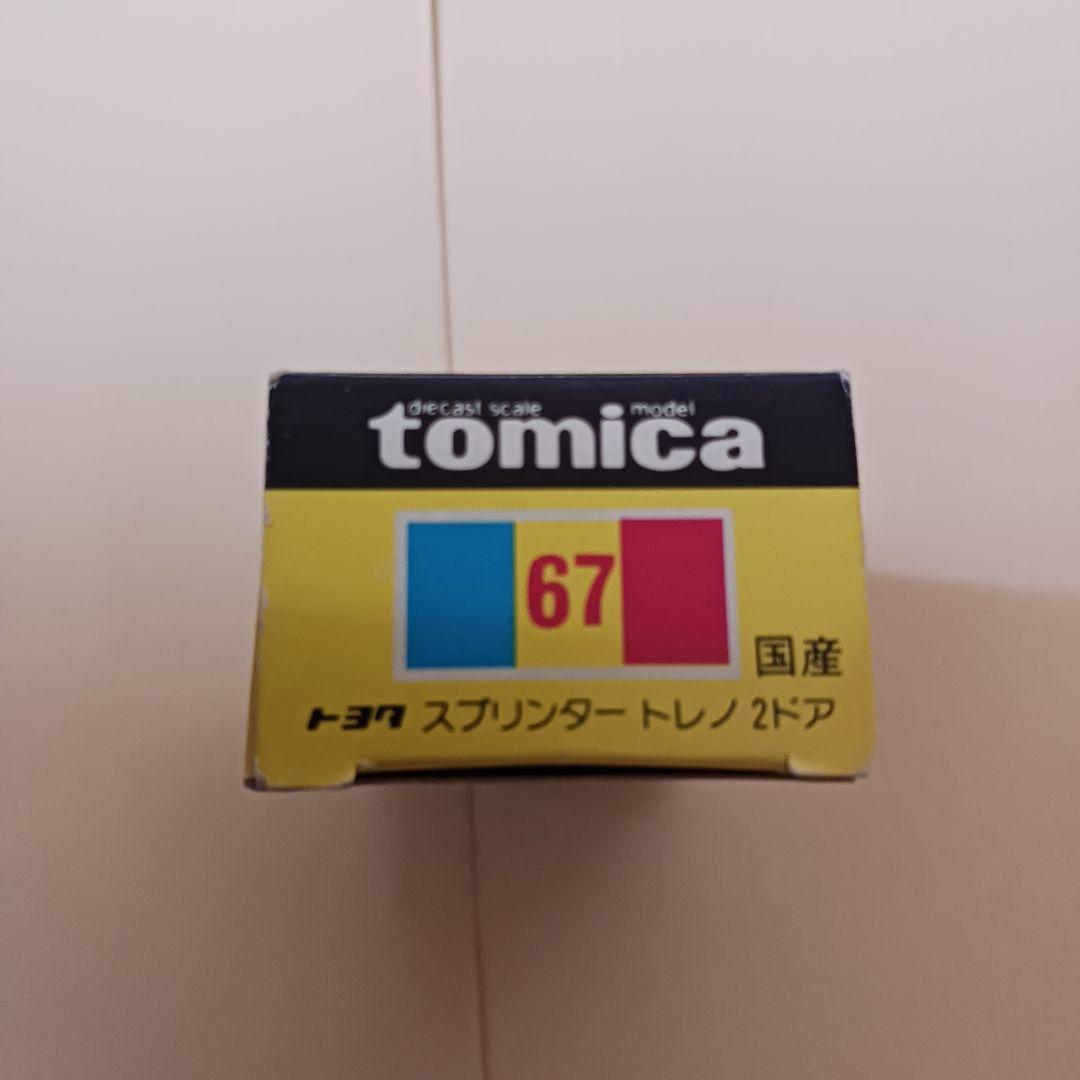 diecast scale model
tomica
67
国産
トヨタ スプリンター トレノ 2ドア